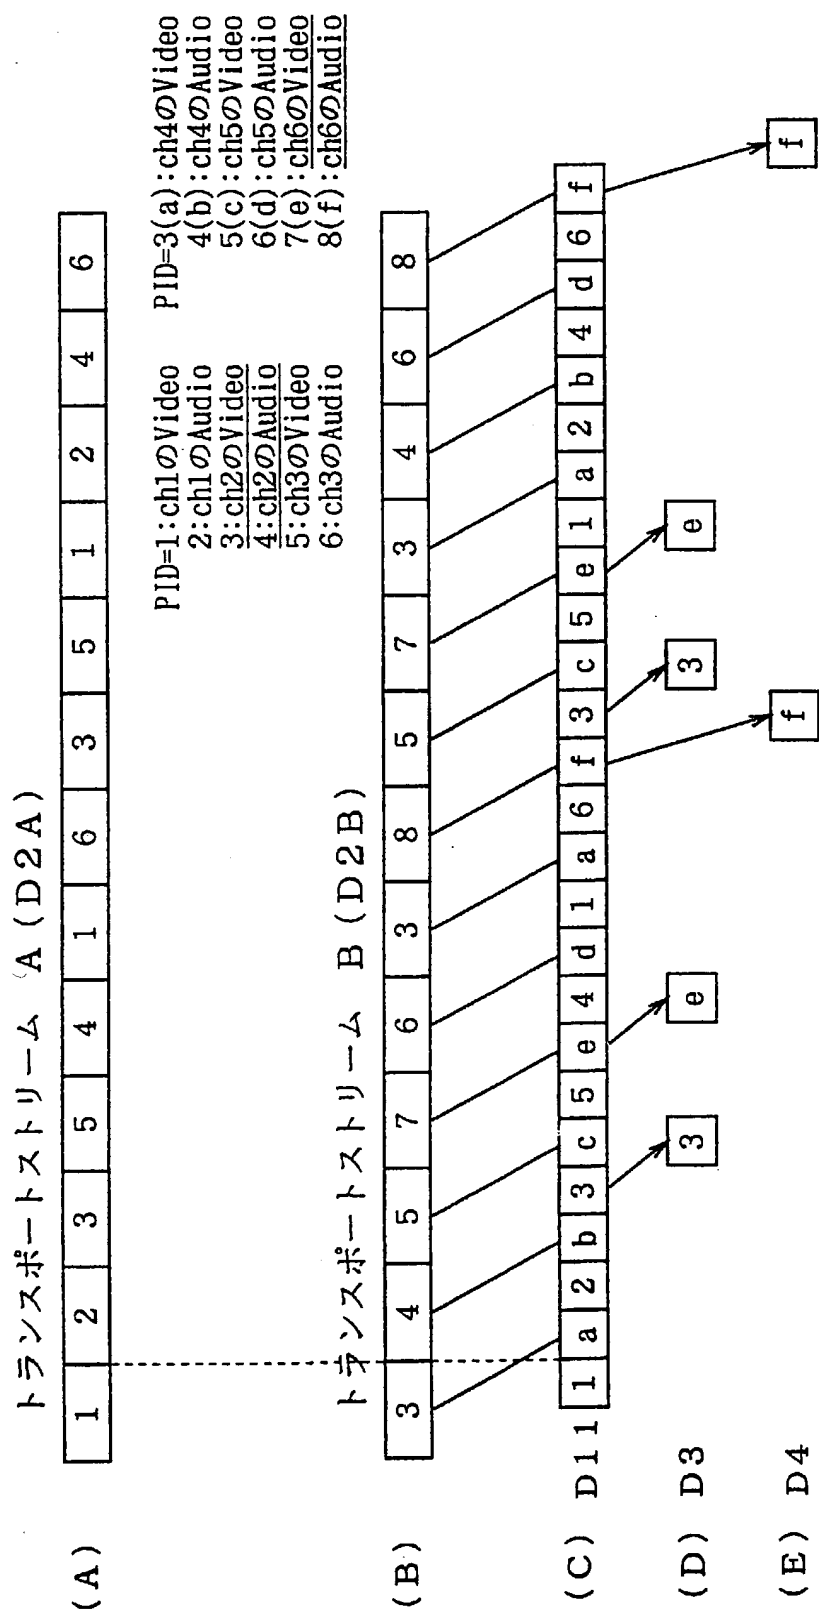 トランスポートストリーム A (D2A)
(A) 1 2 3 5 4 1 6 3 5 1 2 4 6
PID=1:ch1のVideo
2:ch1のAudio
3:ch2のVideo
4:ch2のAudio
5:ch3のVideo
6:ch3のAudio
PID=3(a):ch4のVideo
4(b):ch4のAudio
5(c):ch5のVideo
6(d):ch5のAudio
7(e):ch6のVideo
8(f):ch6のAudio
トランスポートストリーム B (D2B)
(B) 3 4 5 7 6 3 8 5 7 3 4 6 8
(C) D11 1 a 2 b 3 c 5 e 4 d 1 a 6 f 3 c 5 e 1 a 2 b 4 d 6 f
(D) D3 3 e 3 e
(E) D4 f f